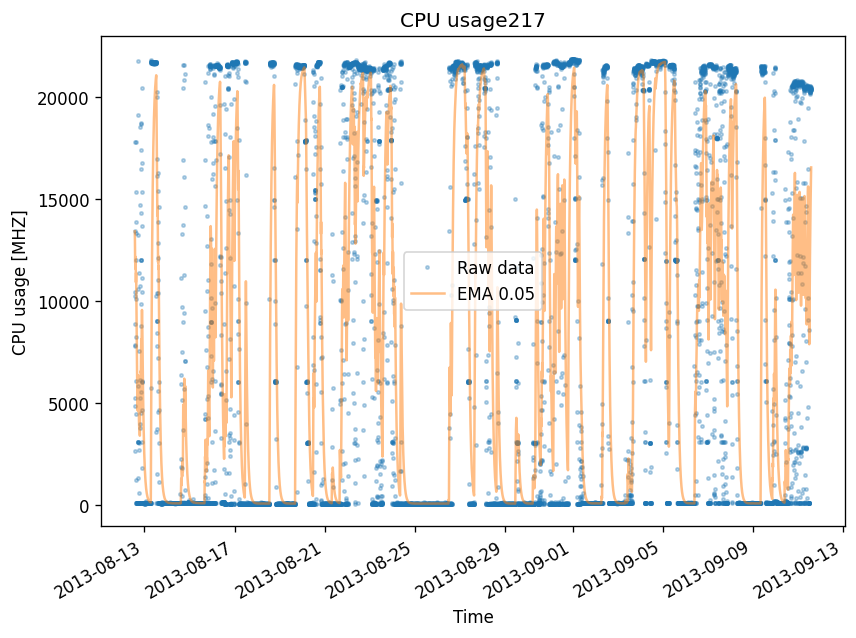 CPU usage217
CPU usage [MHZ]
20000
15000
10000
5000
0
Raw data
EMA 0.05
2013-08-13
2013-08-17
2013-08-21
2013-08-25
2013-08-29
2013-09-01
2013-09-05
2013-09-09
2013-09-13
Time